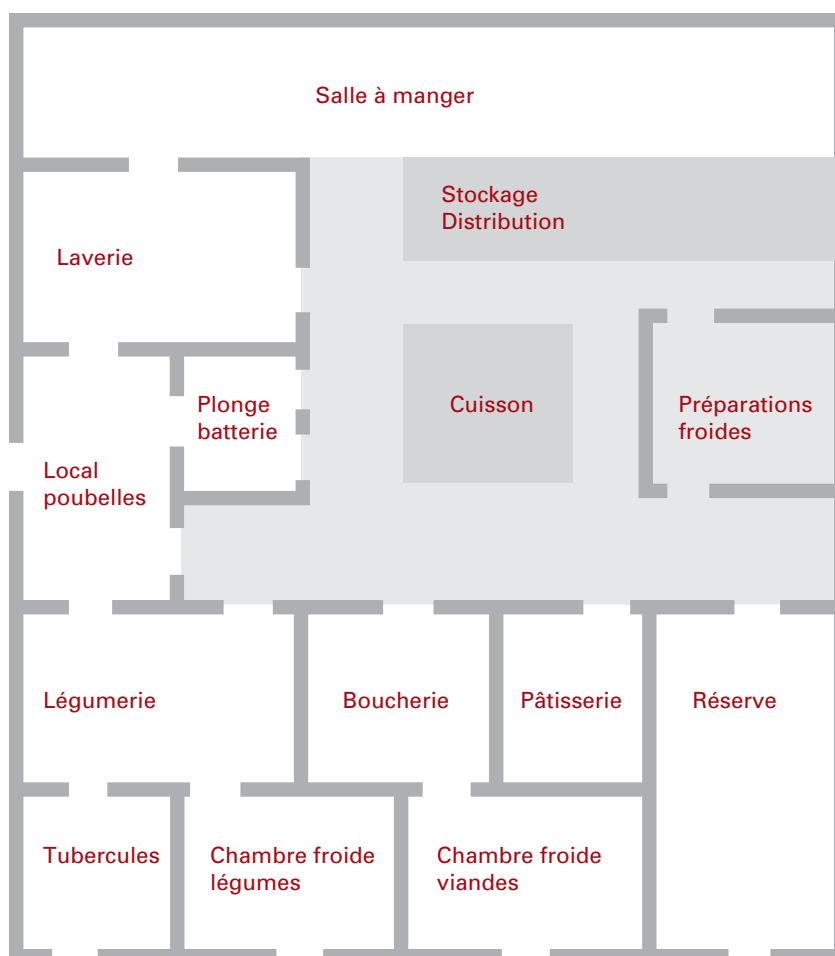 Salle à manger
Stockage
Distribution
Laverie
Plonge
batterie
Cuisson
Préparations
froides
Local
poubelles
Légumerie
Boucherie
Pâtisserie
Réserve
Tubercules
Chambre froide
légumes
Chambre froide
viandes